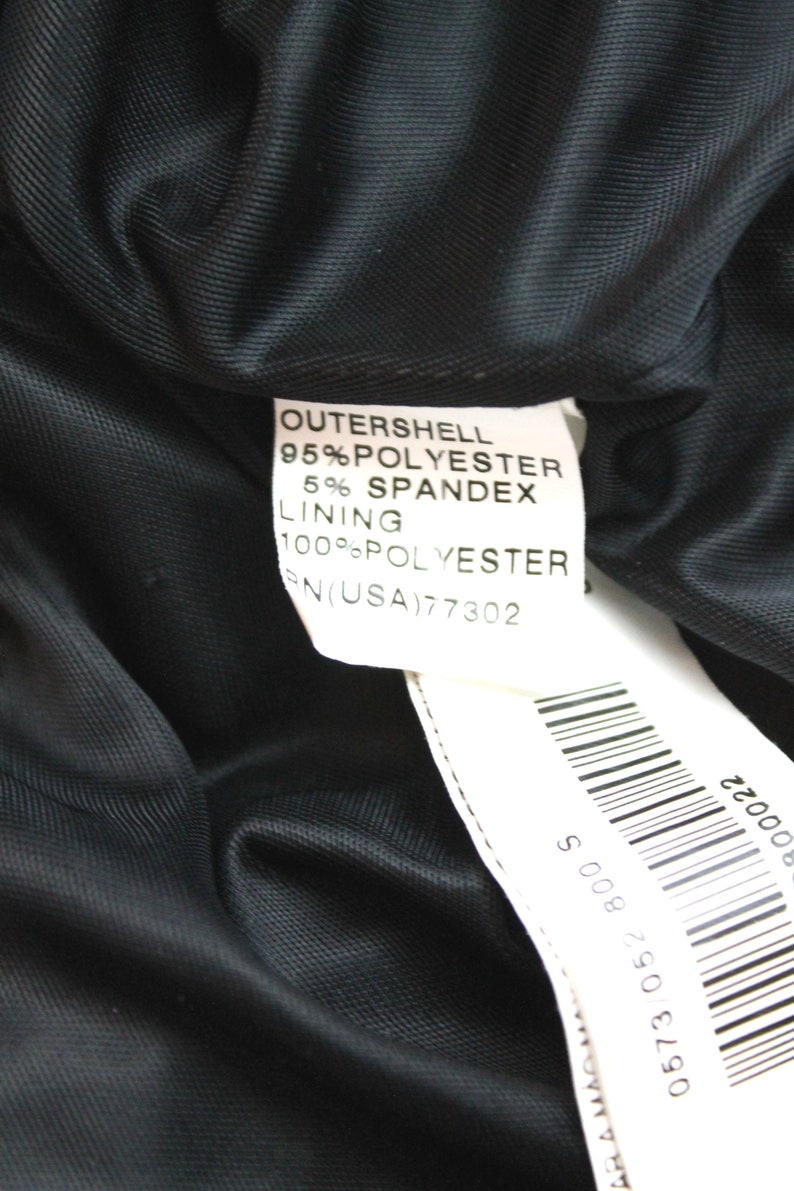 OUTERSHELL
95%POLYESTER
5% SPANDEX
LINING
100%POLYESTER
RN(USA)77302
0573/052 800 S